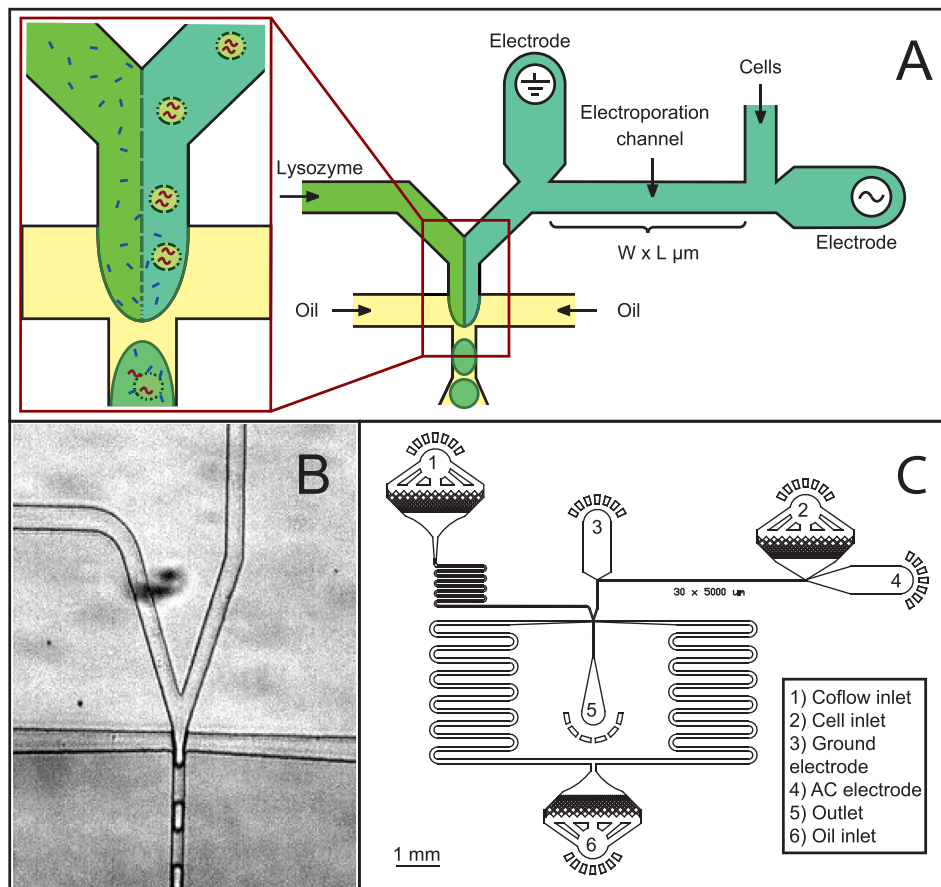 A
Electrode
Cells
Electroporation
channel
Lysozyme
W x L µm
Electrode
Oil
Oil
B
C
1
2
3
4
30 x 5000 um
5
6
1 mm
1) Coflow inlet
2) Cell inlet
3) Ground
electrode
4) AC electrode
5) Outlet
6) Oil inlet